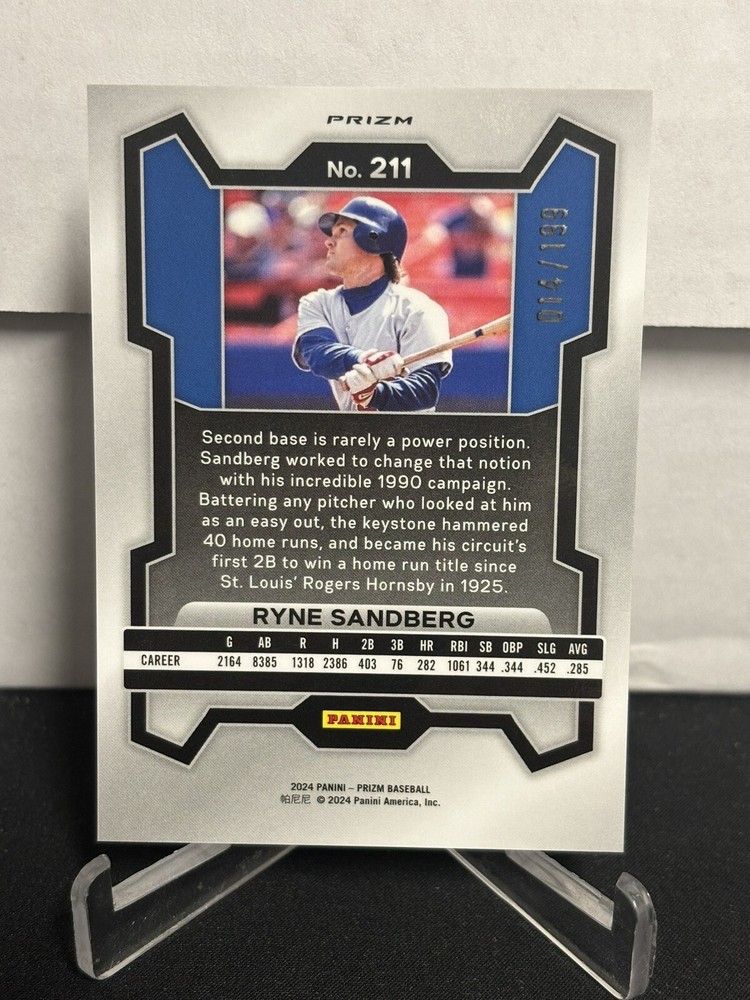 PRIZM
No. 211
014/199
Second base is rarely a power position.
Sandberg worked to change that notion
with his incredible 1990 campaign.
Battering any pitcher who looked at him
as an easy out, the keystone hammered
40 home runs, and became his circuit's
first 2B to win a home run title since
St. Louis' Rogers Hornsby in 1925.
RYNE SANDBERG
G AB R H 2B 3B HR RBI SB OBP SLG AVG
CAREER 2164 8385 1318 2386 403 76 282 1061 344 .344 .452 .285
PANINI
2024 PANINI – PRIZM BASEBALL
帕尼尼 © 2024 Panini America, Inc.